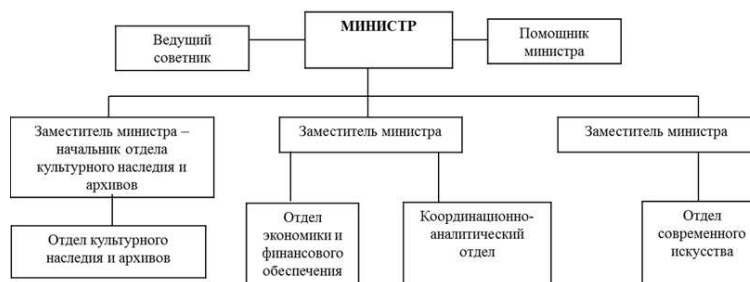 МИНИСТР
Ведущий
советник
Помощник
министра
Заместитель министра –
начальник отдела
культурного наследия и
архивов
Заместитель министра
Заместитель министра
Отдел культурного
наследия и архивов
Отдел
экономики и
финансового
обеспечения
Координационно-
аналитический
отдел
Отдел
современного
искусства